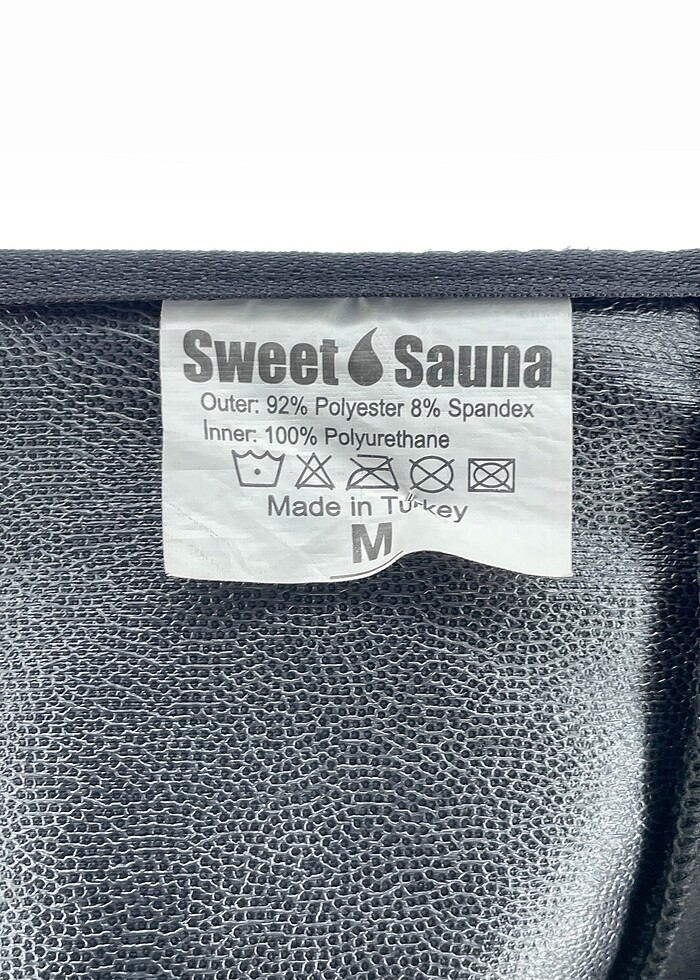 Sweet Sauna
Outer: 92% Polyester 8% Spandex
Inner: 100% Polyurethane
Made in Turkey
M